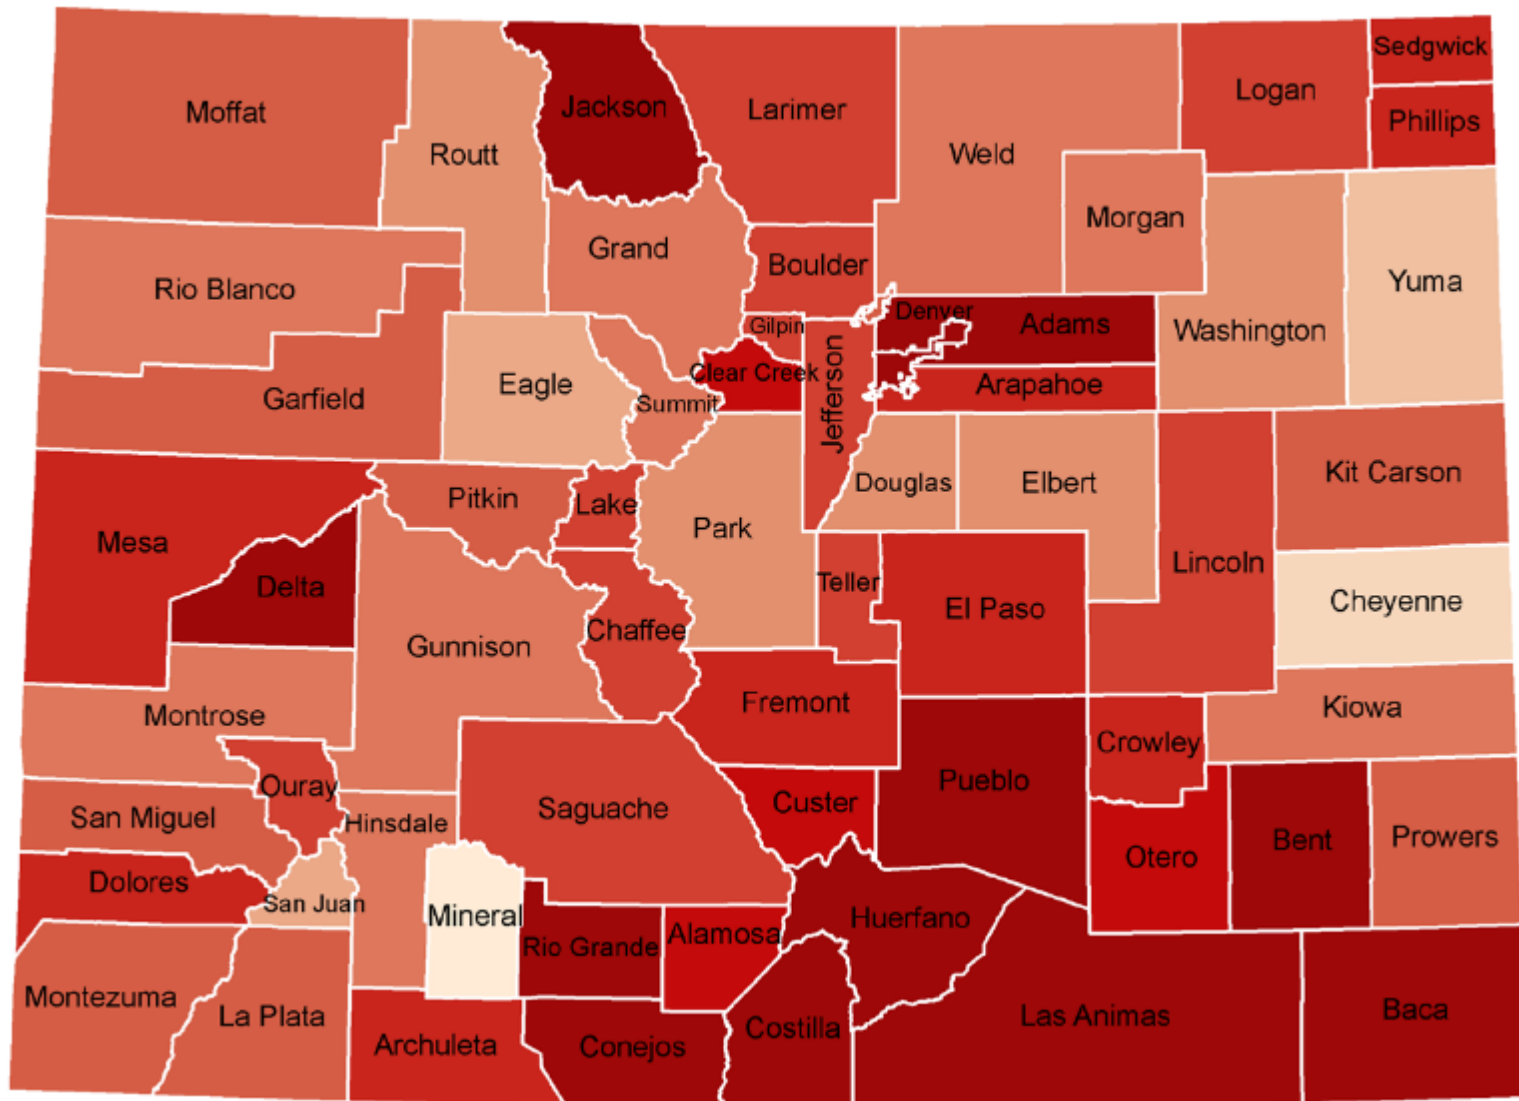 Sedgwick
Moffat
Jackson
Larimer
Logan
Phillips
Routt
Weld
Morgan
Grand
Boulder
Yuma
Rio Blanco
Denver
Adams
Gilpin
Washington
Clear Creek
Jefferson
Arapahoe
Eagle
Garfield
Summit
Kit Carson
Douglas
Elbert
Pitkin
Lake
Park
Mesa
Lincoln
Delta
Teller
El Paso
Cheyenne
Chaffee
Gunnison
Fremont
Kiowa
Montrose
Crowley
Pueblo
Ouray
Custer
Saguache
San Miguel
Hinsdale
Bent
Prowers
Otero
Dolores
San Juan
Mineral
Huerfano
Rio Grande
Alamosa
Montezuma
La Plata
Baca
Las Animas
Costilla
Archuleta
Conejos